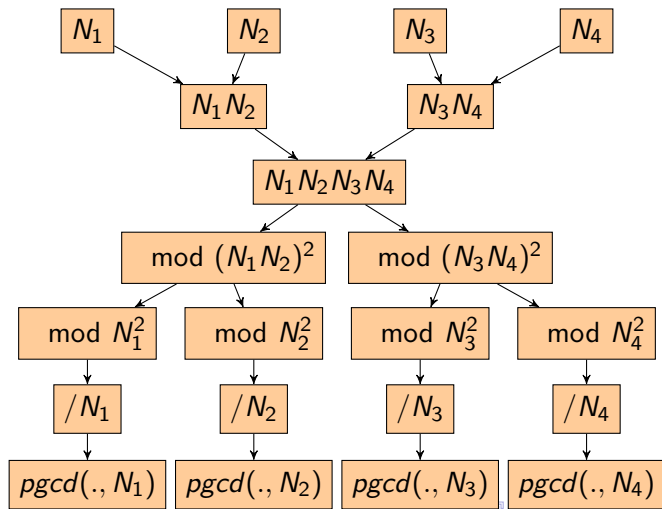 N₁ N₂ N₃ N₄
N₁N₂ N₃N₄
N₁N₂N₃N₄
mod (N₁N₂)² mod (N₃N₄)²
mod N₁² mod N₂² mod N₃² mod N₄²
/N₁ /N₂ /N₃ /N₄
pgcd(., N₁) pgcd(., N₂) pgcd(., N₃) pgcd(., N₄)